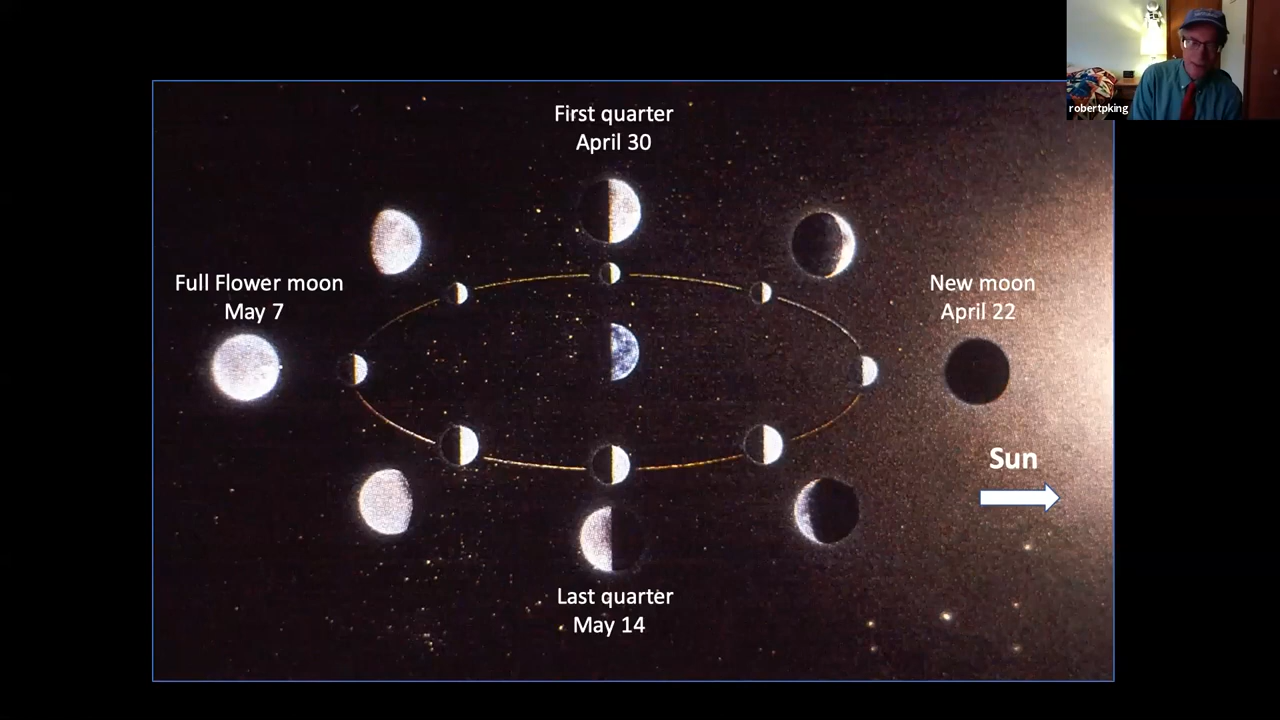 robertpking
First quarter
April 30
Full Flower moon
May 7
New moon
April 22
Sun
Last quarter
May 14